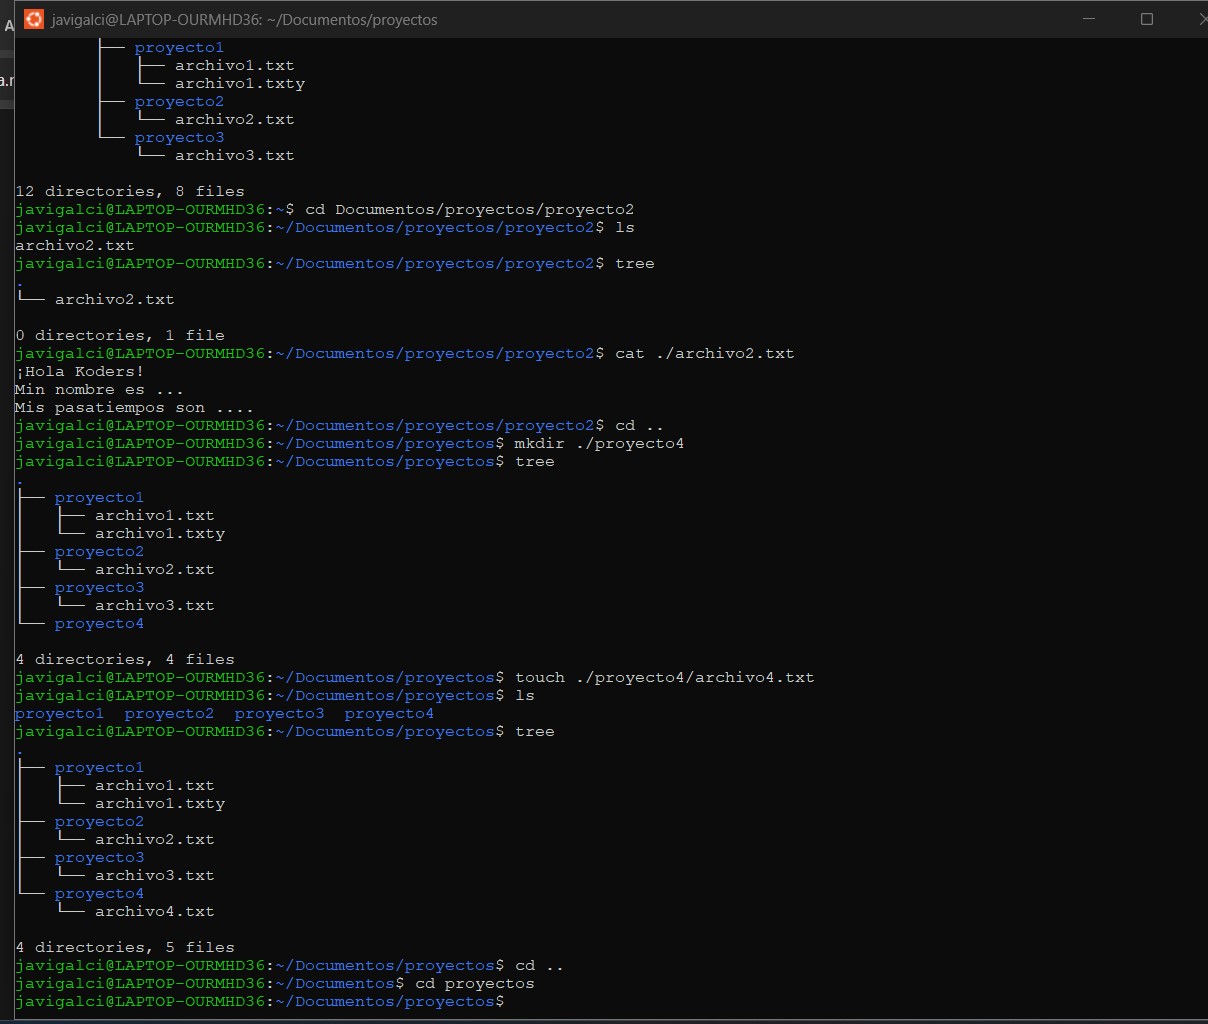 A
javigalci@LAPTOP-OURMHD36: ~/Documentos/proyectos
a.r
├── proyecto1
│   ├── archivo1.txt
│   └── archivo1.txty
├── proyecto2
│   └── archivo2.txt
└── proyecto3
    └── archivo3.txt
12 directories, 8 files
javigalci@LAPTOP-OURMHD36:~$ cd Documentos/proyectos/proyecto2
javigalci@LAPTOP-OURMHD36:~/Documentos/proyectos/proyecto2$ ls
archivo2.txt
javigalci@LAPTOP-OURMHD36:~/Documentos/proyectos/proyecto2$ tree
.
└── archivo2.txt
0 directories, 1 file
javigalci@LAPTOP-OURMHD36:~/Documentos/proyectos/proyecto2$ cat ./archivo2.txt
¡Hola Koders!
Min nombre es ...
Mis pasatiempos son ....
javigalci@LAPTOP-OURMHD36:~/Documentos/proyectos/proyecto2$ cd ..
javigalci@LAPTOP-OURMHD36:~/Documentos/proyectos$ mkdir ./proyecto4
javigalci@LAPTOP-OURMHD36:~/Documentos/proyectos$ tree
.
├── proyecto1
│   ├── archivo1.txt
│   └── archivo1.txty
├── proyecto2
│   └── archivo2.txt
├── proyecto3
│   └── archivo3.txt
└── proyecto4
4 directories, 4 files
javigalci@LAPTOP-OURMHD36:~/Documentos/proyectos$ touch ./proyecto4/archivo4.txt
javigalci@LAPTOP-OURMHD36:~/Documentos/proyectos$ ls
proyecto1  proyecto2  proyecto3  proyecto4
javigalci@LAPTOP-OURMHD36:~/Documentos/proyectos$ tree
.
├── proyecto1
│   ├── archivo1.txt
│   └── archivo1.txty
├── proyecto2
│   └── archivo2.txt
├── proyecto3
│   └── archivo3.txt
└── proyecto4
    └── archivo4.txt
4 directories, 5 files
javigalci@LAPTOP-OURMHD36:~/Documentos/proyectos$ cd ..
javigalci@LAPTOP-OURMHD36:~/Documentos$ cd proyectos
javigalci@LAPTOP-OURMHD36:~/Documentos/proyectos$